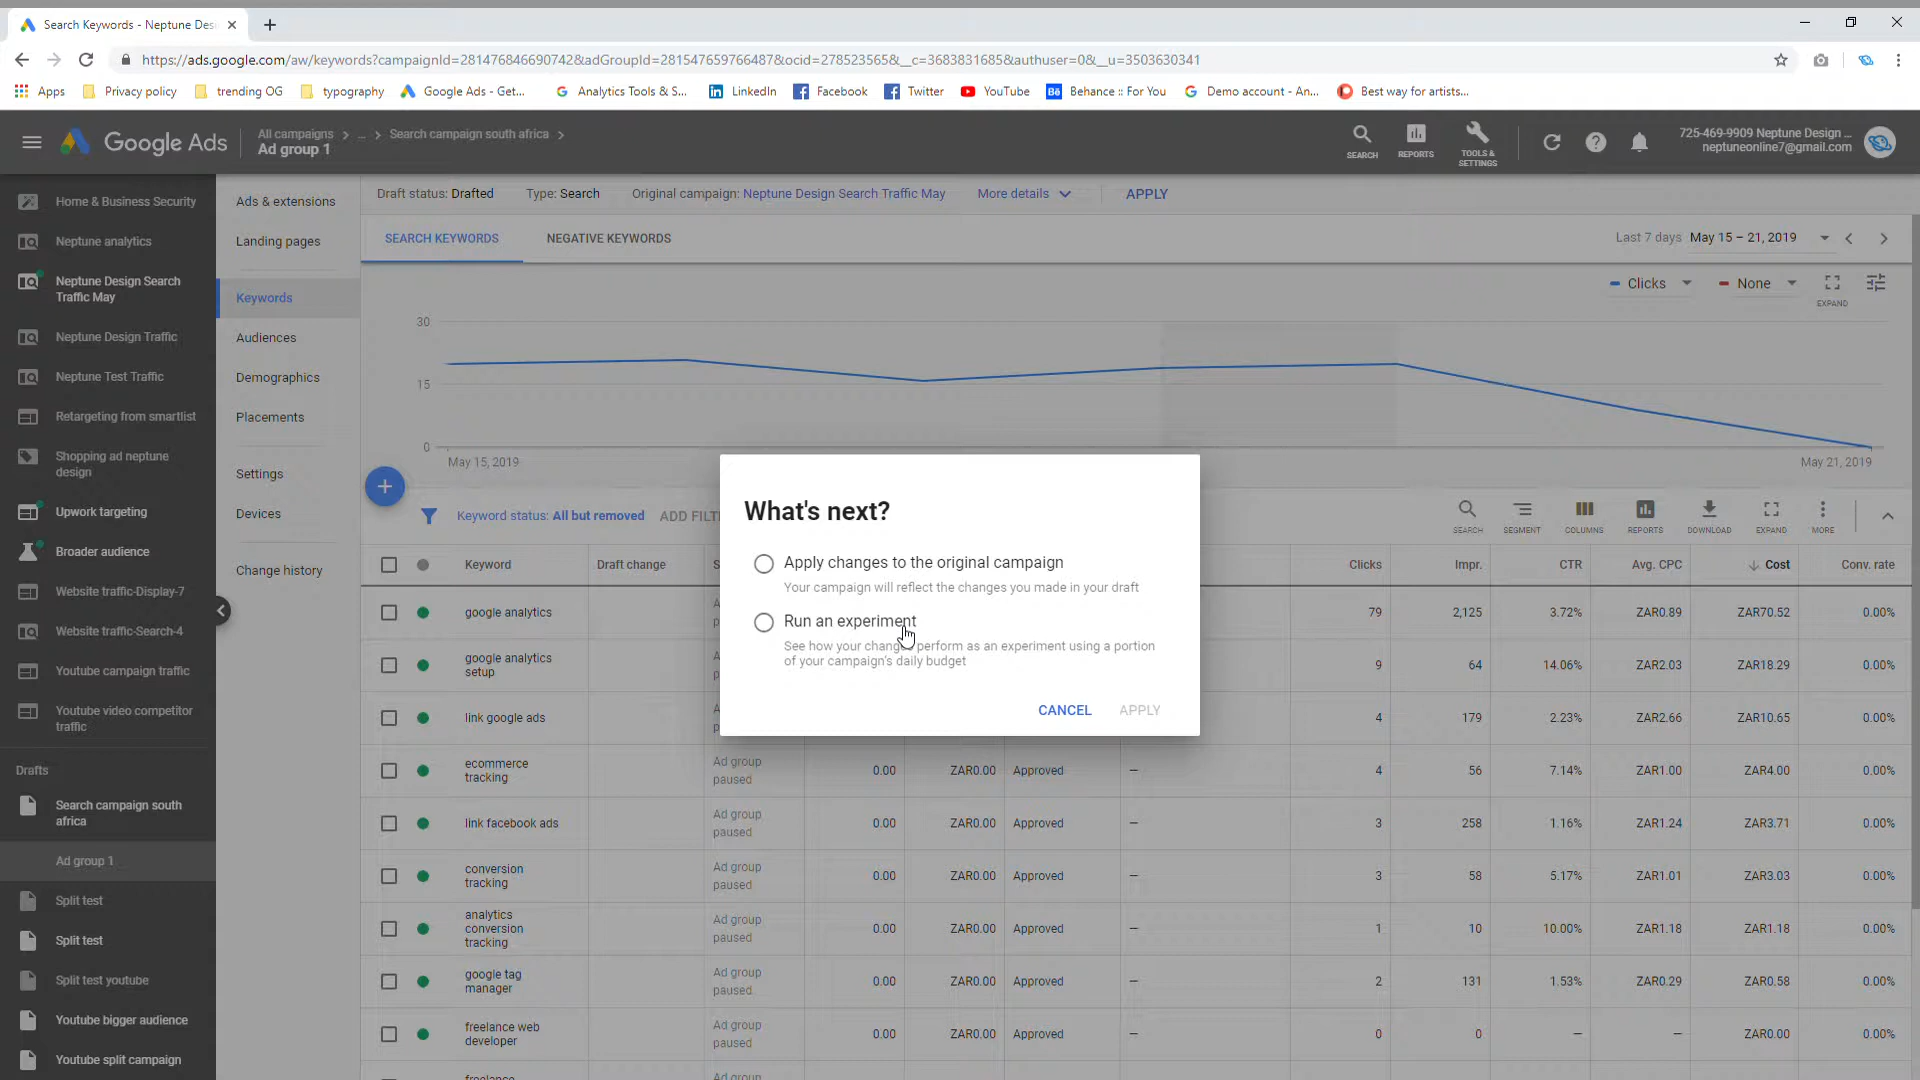 Search Keywords - Neptune Des
https://ads.google.com/aw/keywords?campaignId=281476846690742&adGroupId=281547659766487&ocid=278523565&__c=3683831685&authuser=0&__u=3503630341
Apps Privacy policy trending OG typography Google Ads - Get... Analytics Tools & S... LinkedIn Facebook Twitter YouTube Behance :: For You Demo account - An... Best way for artists...
Google Ads
All campaigns > ... > Search campaign south africa >
Ad group 1
SEARCH
REPORTS
TOOLS &
SETTINGS
725-469-9909 Neptune Design ...
neptuneonline7@gmail.com
Home & Business Security
Neptune analytics
Neptune Design Search
Traffic May
Neptune Design Traffic
Neptune Test Traffic
Retargeting from smartlist
Shopping ad neptune
design
Upwork targeting
Broader audience
Website traffic-Display-7
Website traffic-Search-4
Youtube campaign traffic
Youtube video competitor
traffic
Drafts
Search campaign south
africa
Ad group 1
Split test
Split test
Split test youtube
Youtube bigger audience
Youtube split campaign
Ads & extensions
Landing pages
Keywords
Audiences
Demographics
Placements
Settings
Devices
Change history
Draft status: Drafted Type: Search Original campaign: Neptune Design Search Traffic May More details APPLY
SEARCH KEYWORDS NEGATIVE KEYWORDS
Last 7 days May 15 – 21, 2019
Clicks None
EXPAND
30
15
0
May 15, 2019 May 21, 2019
Keyword status: All but removed ADD FILT
SEARCH SEGMENT COLUMNS REPORTS DOWNLOAD EXPAND MORE
What's next?
Apply changes to the original campaign
Your campaign will reflect the changes you made in your draft
Run an experiment
See how your change perform as an experiment using a portion
of your campaign's daily budget
CANCEL APPLY
Keyword Draft change S Clicks Impr. CTR Avg. CPC Cost Conv. rate
google analytics 79 2,125 3.72% ZAR0.89 ZAR70.52 0.00%
google analytics
setup 9 64 14.06% ZAR2.03 ZAR18.29 0.00%
link google ads 4 179 2.23% ZAR2.66 ZAR10.65 0.00%
ecommerce
tracking
Ad group
paused
0.00 ZAR0.00 Approved – 4 56 7.14% ZAR1.00 ZAR4.00 0.00%
link facebook ads
Ad group
paused
0.00 ZAR0.00 Approved – 3 258 1.16% ZAR1.24 ZAR3.71 0.00%
conversion
tracking
Ad group
paused
0.00 ZAR0.00 Approved – 3 58 5.17% ZAR1.01 ZAR3.03 0.00%
analytics
conversion
tracking
Ad group
paused
0.00 ZAR0.00 Approved – 1 10 10.00% ZAR1.18 ZAR1.18 0.00%
google tag
manager
Ad group
paused
0.00 ZAR0.00 Approved – 2 131 1.53% ZAR0.29 ZAR0.58 0.00%
freelance web
developer
Ad group
paused
0.00 ZAR0.00 Approved – 0 0 – – ZAR0.00 0.00%
freelance
Ad group